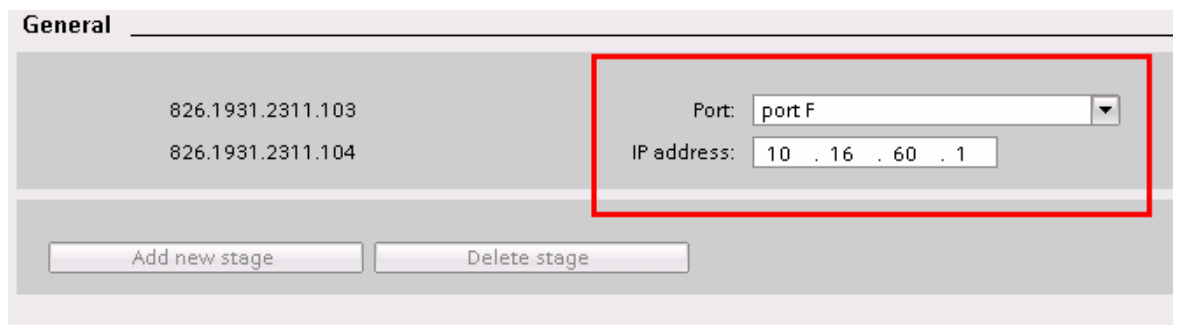 General
826.1931.2311.103 Port: port F
826.1931.2311.104 IP address: 10 . 16 . 60 . 1
Add new stage Delete stage